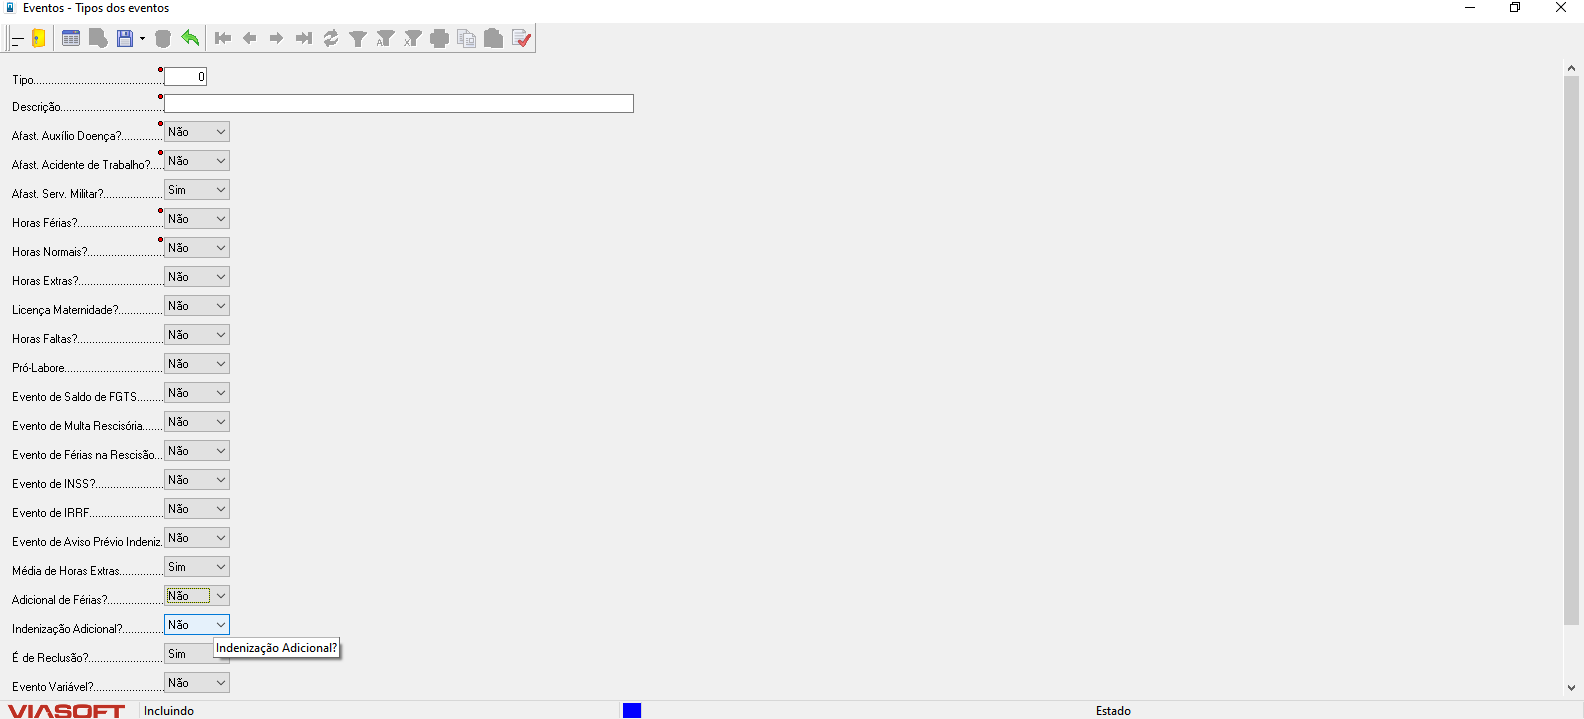 Eventos - Tipos dos eventos
Tipo............................................ 0
Descrição...................................
Afast. Auxílio Doença?.............. Não
Afast. Acidente de Trabalho?.... Não
Afast. Serv. Militar?.................... Sim
Horas Férias?............................. Não
Horas Normais?.......................... Não
Horas Extras?............................. Não
Licença Maternidade?............... Não
Horas Faltas?............................. Não
Pró-Labore................................. Não
Evento de Saldo de FGTS......... Não
Evento de Multa Rescisória....... Não
Evento de Férias na Rescisão... Não
Evento de INSS?....................... Não
Evento de IRRF......................... Não
Evento de Aviso Prévio Indeniz. Não
Média de Horas Extras............... Sim
Adicional de Férias?................... Não
Indenização Adicional?.............. Não
Indenização Adicional?
É de Reclusão?......................... Sim
Evento Variável?........................ Não
VIASOFT Incluindo Estado